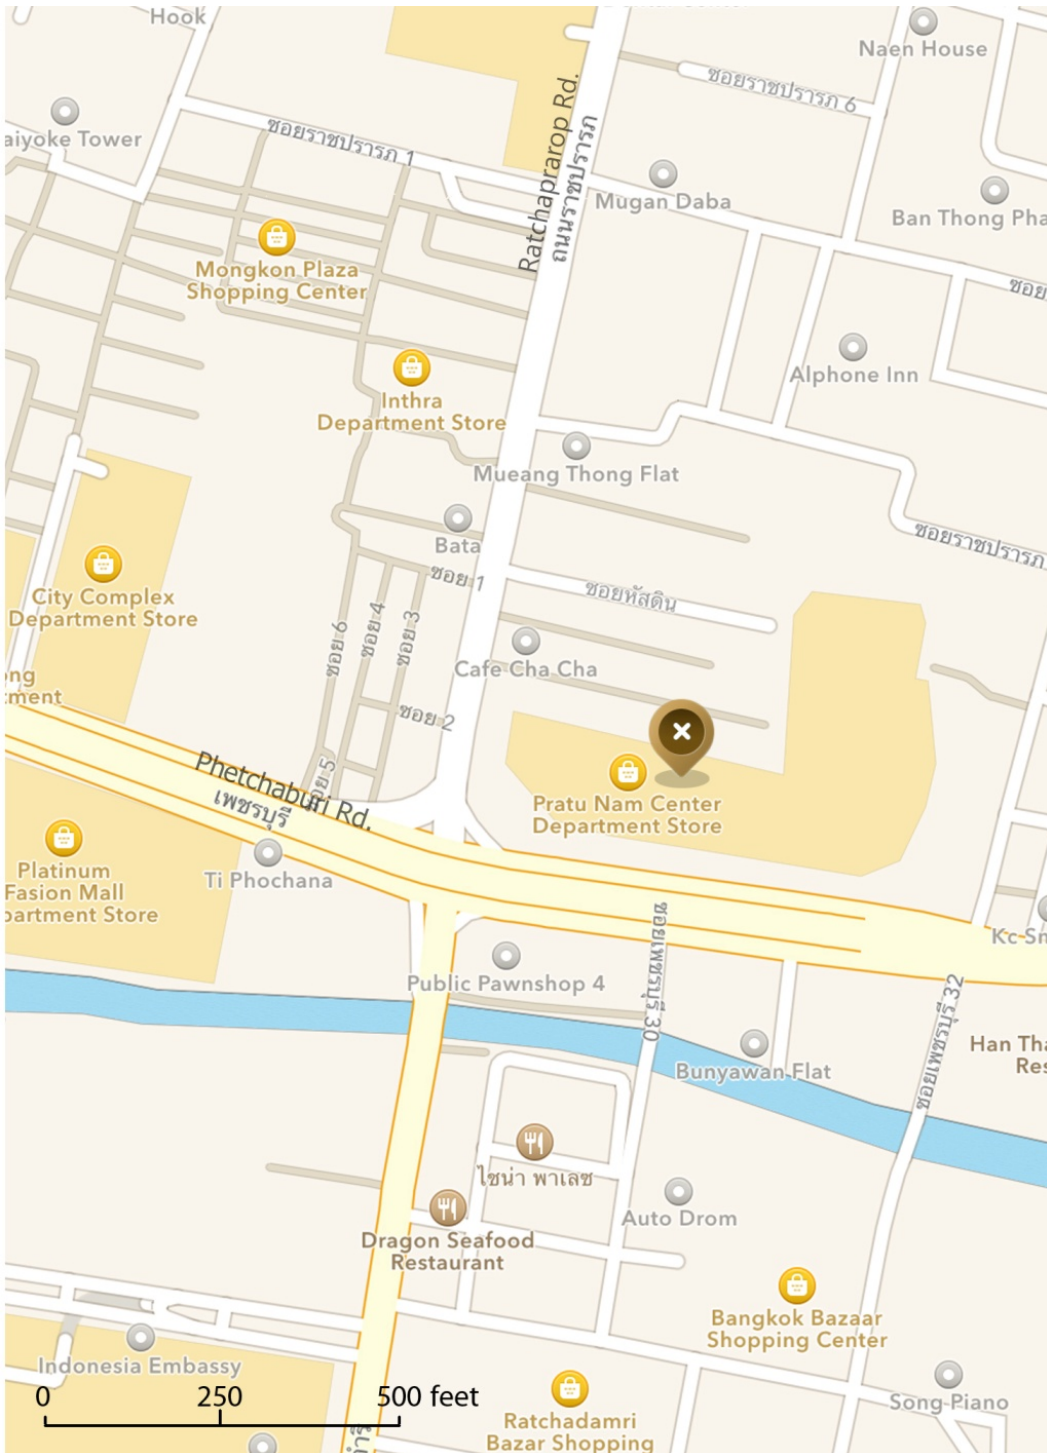 Hook
Naen House
ซอยราชปรารภ 6
Ratchaprarop Rd.
ถนนราชปรารภ
aiyoke Tower
ซอยราชปรารภ 1
Mugan Daba
Ban Thong Pha
Mongkon Plaza
Shopping Center
ซอย
Alphone Inn
Inthra
Department Store
Mueang Thong Flat
Bata
ซอยราชปรารภ
ซอย 1
ซอยหัสดิน
City Complex
Department Store
ซอย 6
ซอย 4
ซอย 3
Cafe Cha Cha
ong
tment
ซอย 2
Phetchaburi Rd.
เพชรบุรี
ซอย 5
Pratu Nam Center
Department Store
Platinum
Fasion Mall
partment Store
Ti Phochana
Kc Sn
Public Pawnshop 4
ซอยเพชรบุรี 30
ซอยเพชรบุรี 32
Han Tha
Res
Bunyawan Flat
ไชน่า พาเลซ
Auto Drom
Dragon Seafood
Restaurant
Bangkok Bazaar
Shopping Center
Indonesia Embassy
0 250 500 feet
Song Piano
Ratchadamri
Bazar Shopping